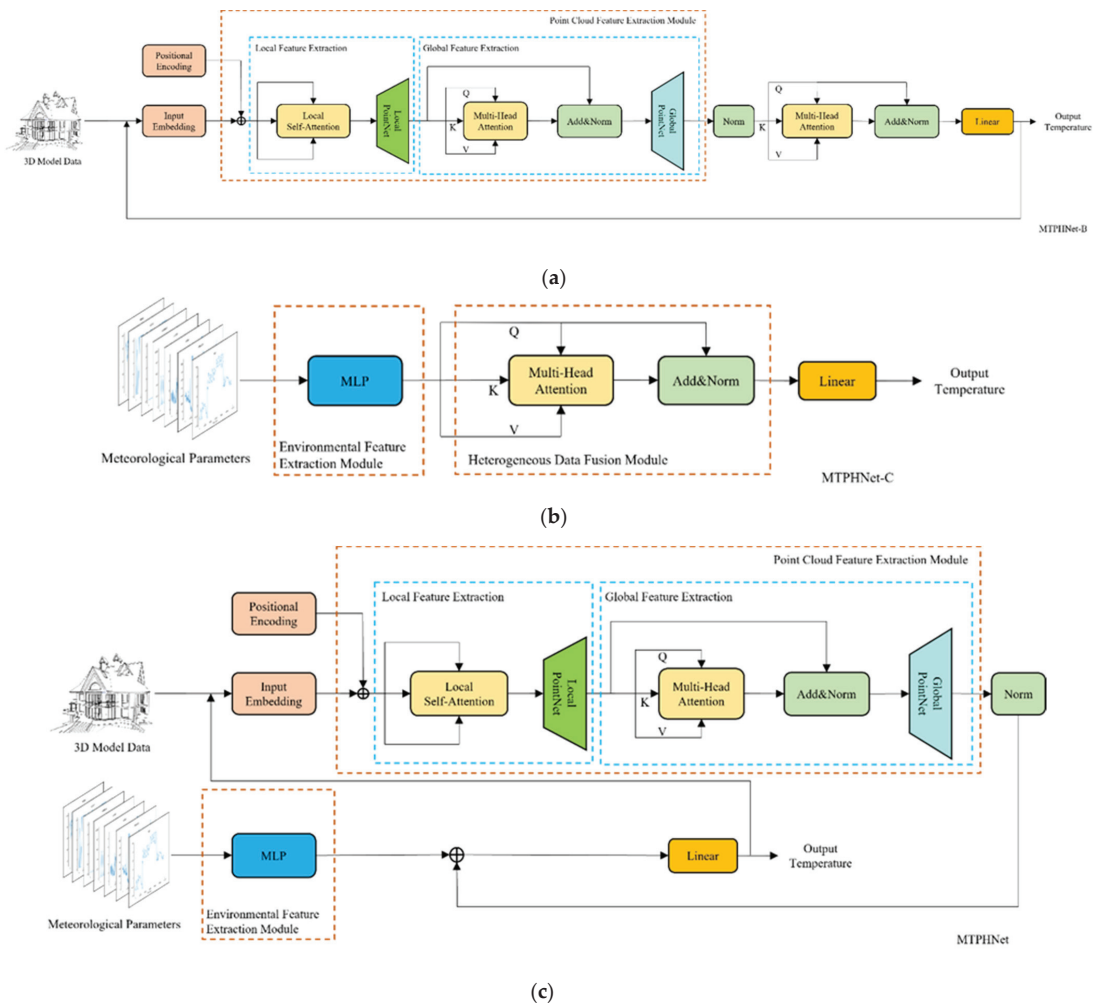 Point Cloud Feature Extraction Module
Local Feature Extraction
Global Feature Extraction
Positional
Encoding
Input
Embedding
3D Model Data
Local
Self-Attention
Local
PointNet
Q
K
V
Multi-Head
Attention
Add&Norm
Global
PointNet
Norm
Q
K
V
Multi-Head
Attention
Add&Norm
Linear
Output
Temperature
MTPHNet-B
(a)
Meteorological Parameters
MLP
Environmental Feature
Extraction Module
Q
K
V
Multi-Head
Attention
Add&Norm
Heterogeneous Data Fusion Module
Linear
Output
Temperature
MTPHNet-C
(b)
Point Cloud Feature Extraction Module
Local Feature Extraction
Global Feature Extraction
Positional
Encoding
Input
Embedding
3D Model Data
Local
Self-Attention
Local
PointNet
Q
K
V
Multi-Head
Attention
Add&Norm
Global
PointNet
Norm
Meteorological Parameters
MLP
Environmental Feature
Extraction Module
Linear
Output
Temperature
MTPHNet
(c)